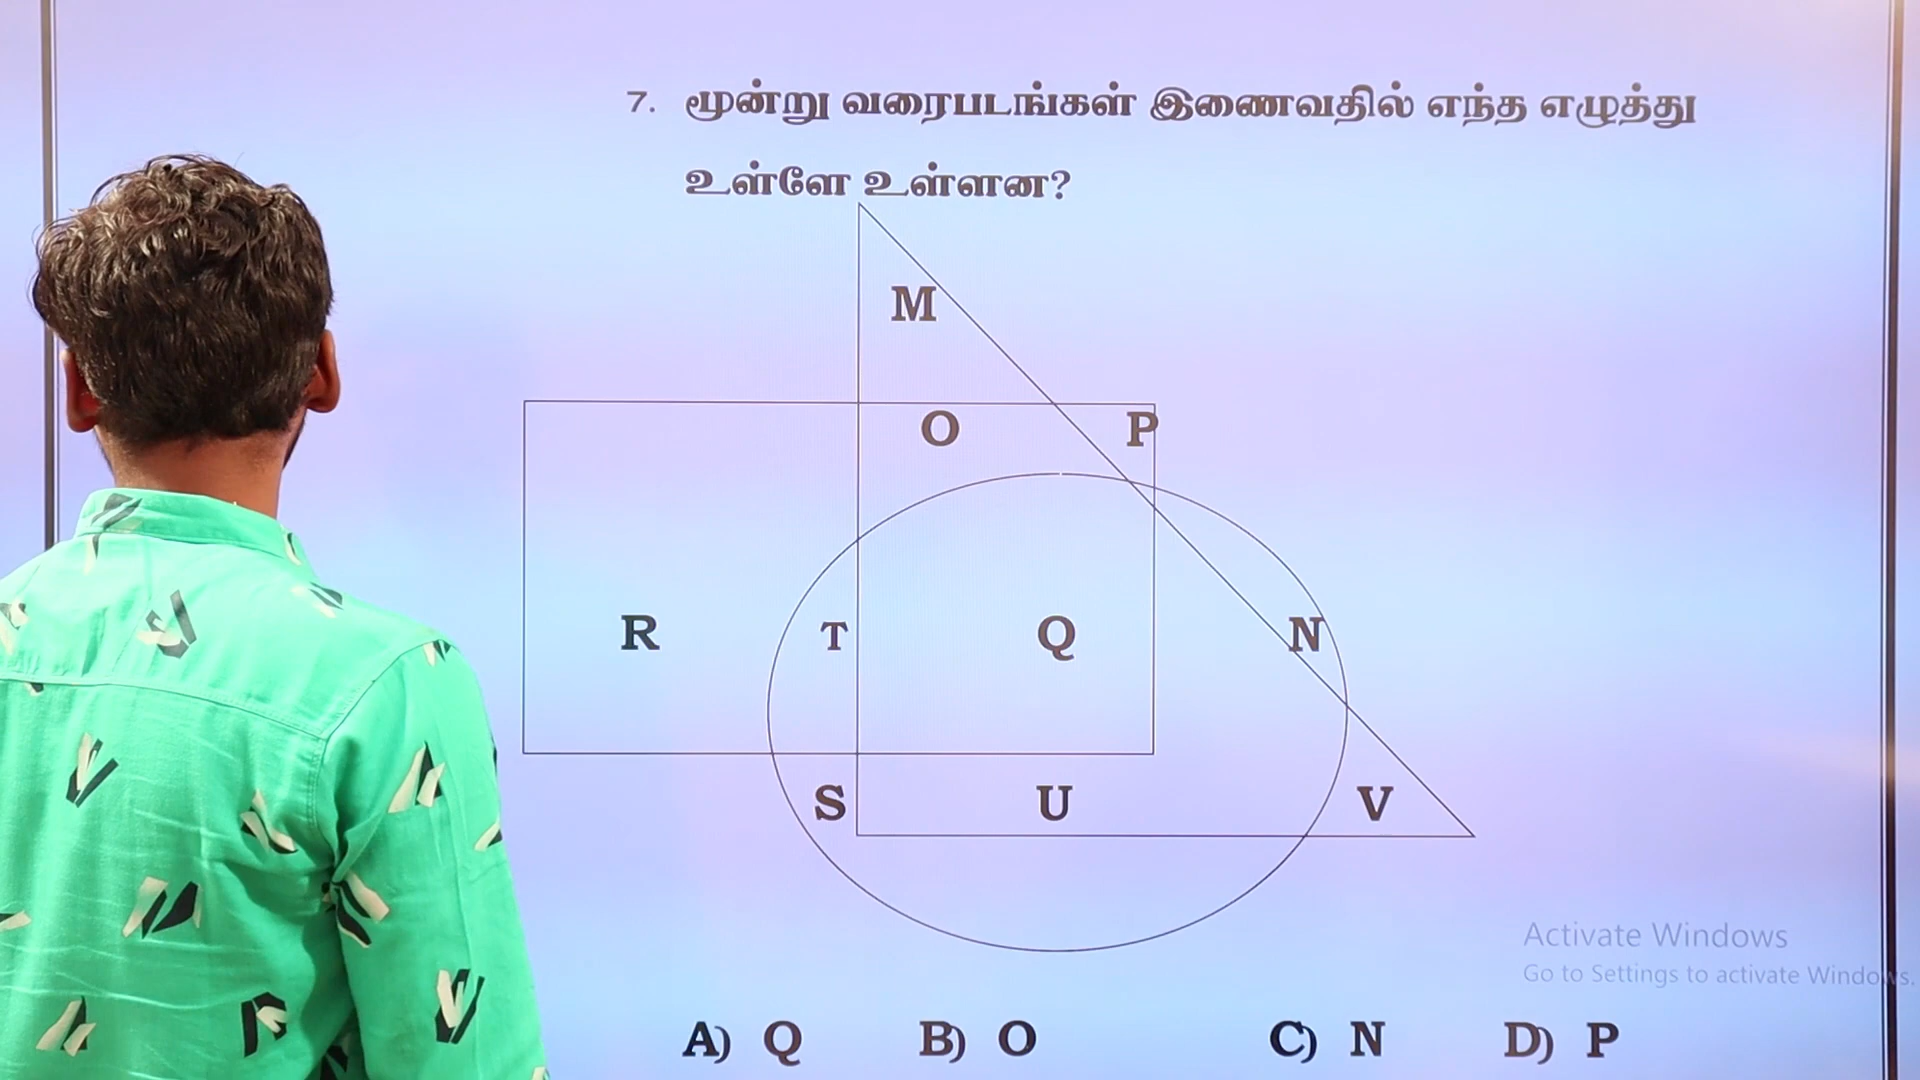 7. மூன்று வரைபடங்கள் இணைவதில் எந்த எழுத்து
உள்ளே உள்ளன?
M
O P
R T Q N
S U V
Activate Windows
Go to Settings to activate Windows.
A) Q B) O C) N D) P